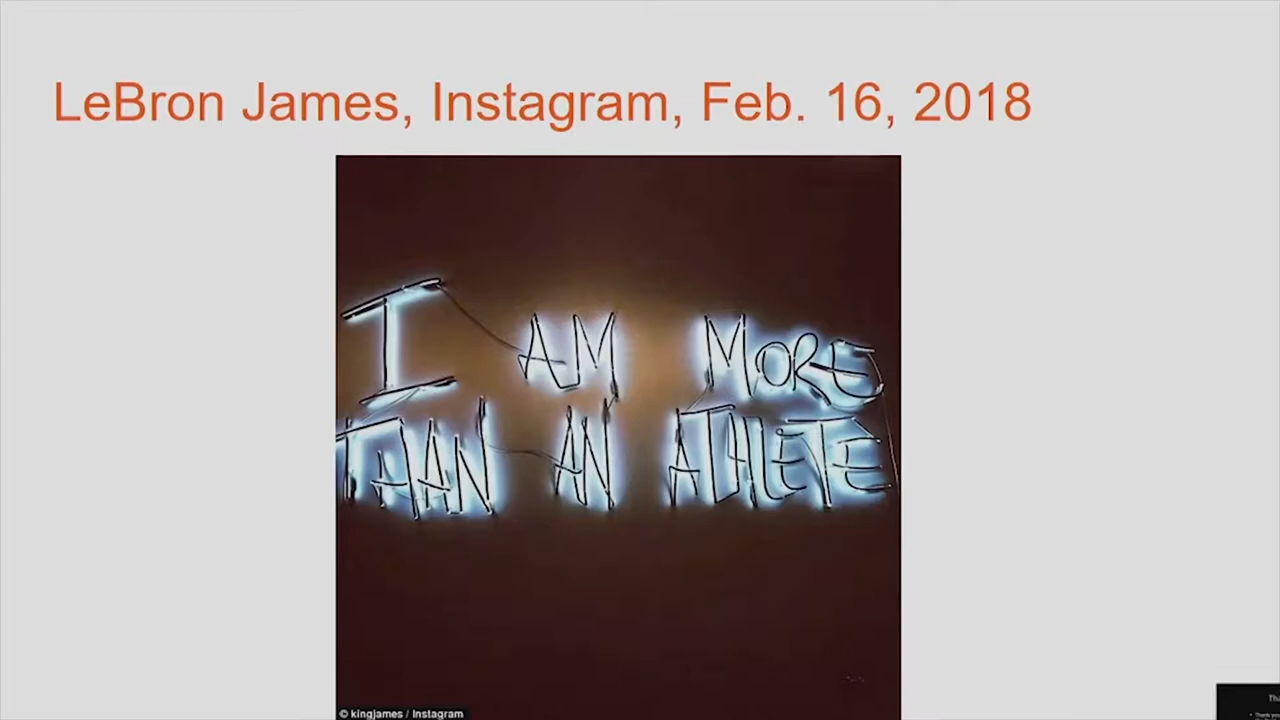 LeBron James, Instagram, Feb. 16, 2018
I AM MORE
THAN AN ATHLETE
© kingjames / Instagram